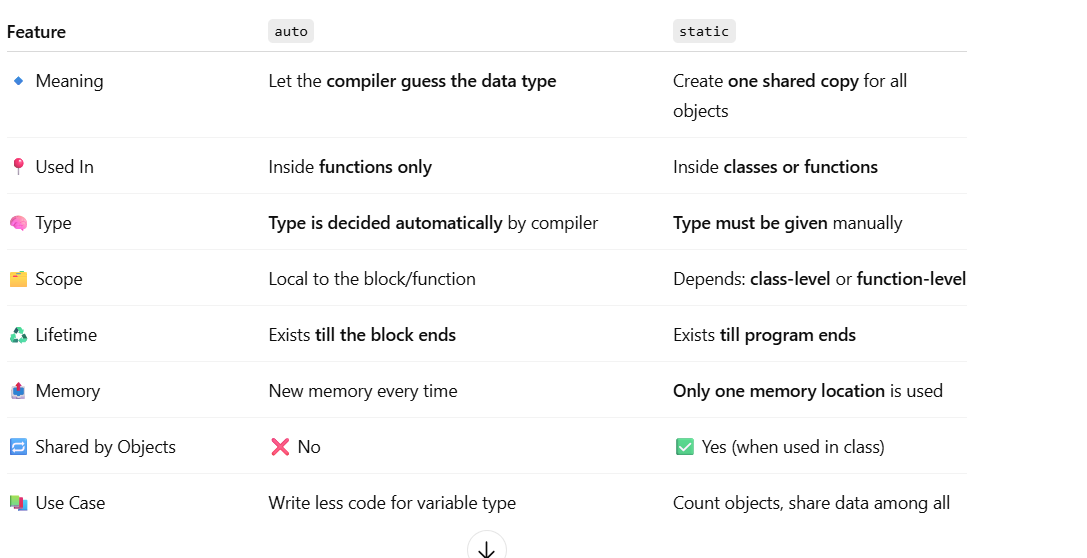 Feature auto static
Meaning Let the compiler guess the data type Create one shared copy for all
objects
Used In Inside functions only Inside classes or functions
Type Type is decided automatically by compiler Type must be given manually
Scope Local to the block/function Depends: class-level or function-level
Lifetime Exists till the block ends Exists till program ends
Memory New memory every time Only one memory location is used
Shared by Objects ❌ No ✅ Yes (when used in class)
Use Case Write less code for variable type Count objects, share data among all